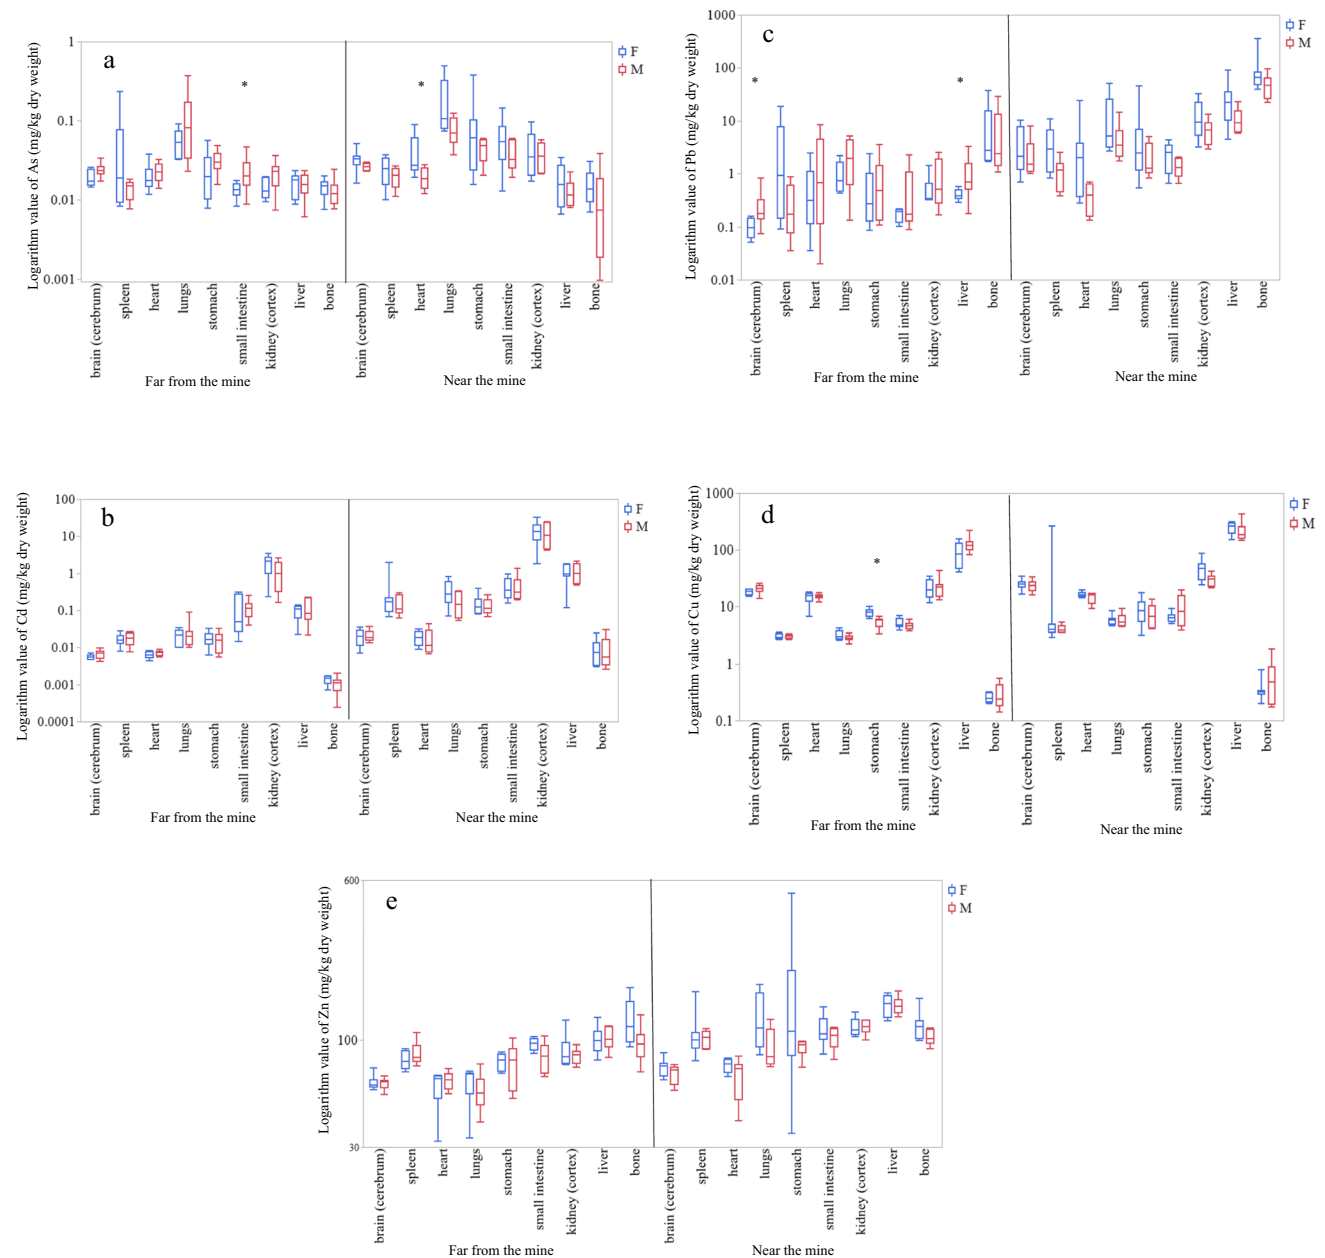 a
Logarithm value of As (mg/kg dry weight)
1
0.1
0.01
0.001
*
*
F
M
brain (cerebrum)
spleen
heart
lungs
stomach
small intestine
kidney (cortex)
liver
bone
brain (cerebrum)
spleen
heart
lungs
stomach
small intestine
kidney (cortex)
liver
bone
Far from the mine
Near the mine
c
Logarithm value of Pb (mg/kg dry weight)
1000
100
10
1
0.1
0.01
*
*
F
M
brain (cerebrum)
spleen
heart
lungs
stomach
small intestine
kidney (cortex)
liver
bone
brain (cerebrum)
spleen
heart
lungs
stomach
small intestine
kidney (cortex)
liver
bone
Far from the mine
Near the mine
b
Logarithm value of Cd (mg/kg dry weight)
100
10
1
0.1
0.01
0.001
0.0001
F
M
brain (cerebrum)
spleen
heart
lungs
stomach
small intestine
kidney (cortex)
liver
bone
brain (cerebrum)
spleen
heart
lungs
stomach
small intestine
kidney (cortex)
liver
bone
Far from the mine
Near the mine
d
Logarithm value of Cu (mg/kg dry weight)
1000
100
10
1
0.1
*
F
M
brain (cerebrum)
spleen
heart
lungs
stomach
small intestine
kidney (cortex)
liver
bone
brain (cerebrum)
spleen
heart
lungs
stomach
small intestine
kidney (cortex)
liver
bone
Far from the mine
Near the mine
e
Logarithm value of Zn (mg/kg dry weight)
600
100
30
F
M
brain (cerebrum)
spleen
heart
lungs
stomach
small intestine
kidney (cortex)
liver
bone
brain (cerebrum)
spleen
heart
lungs
stomach
small intestine
kidney (cortex)
liver
bone
Far from the mine
Near the mine